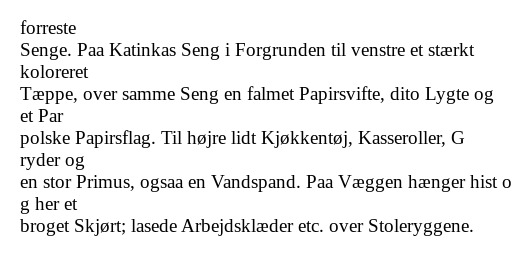 forreste
Senge. Paa Katinkas Seng i Forgrunden til venstre et stærkt
koloreret
Tæppe, over samme Seng en falmet Papirsvifte, dito Lygte og
et Par
polske Papirsflag. Til højre lidt Kjøkkentøj, Kasseroller, G
ryder og
en stor Primus, ogsaa en Vandspand. Paa Væggen hænger hist o
g her et
broget Skjørt; lasede Arbejdsklæder etc. over Stoleryggene.